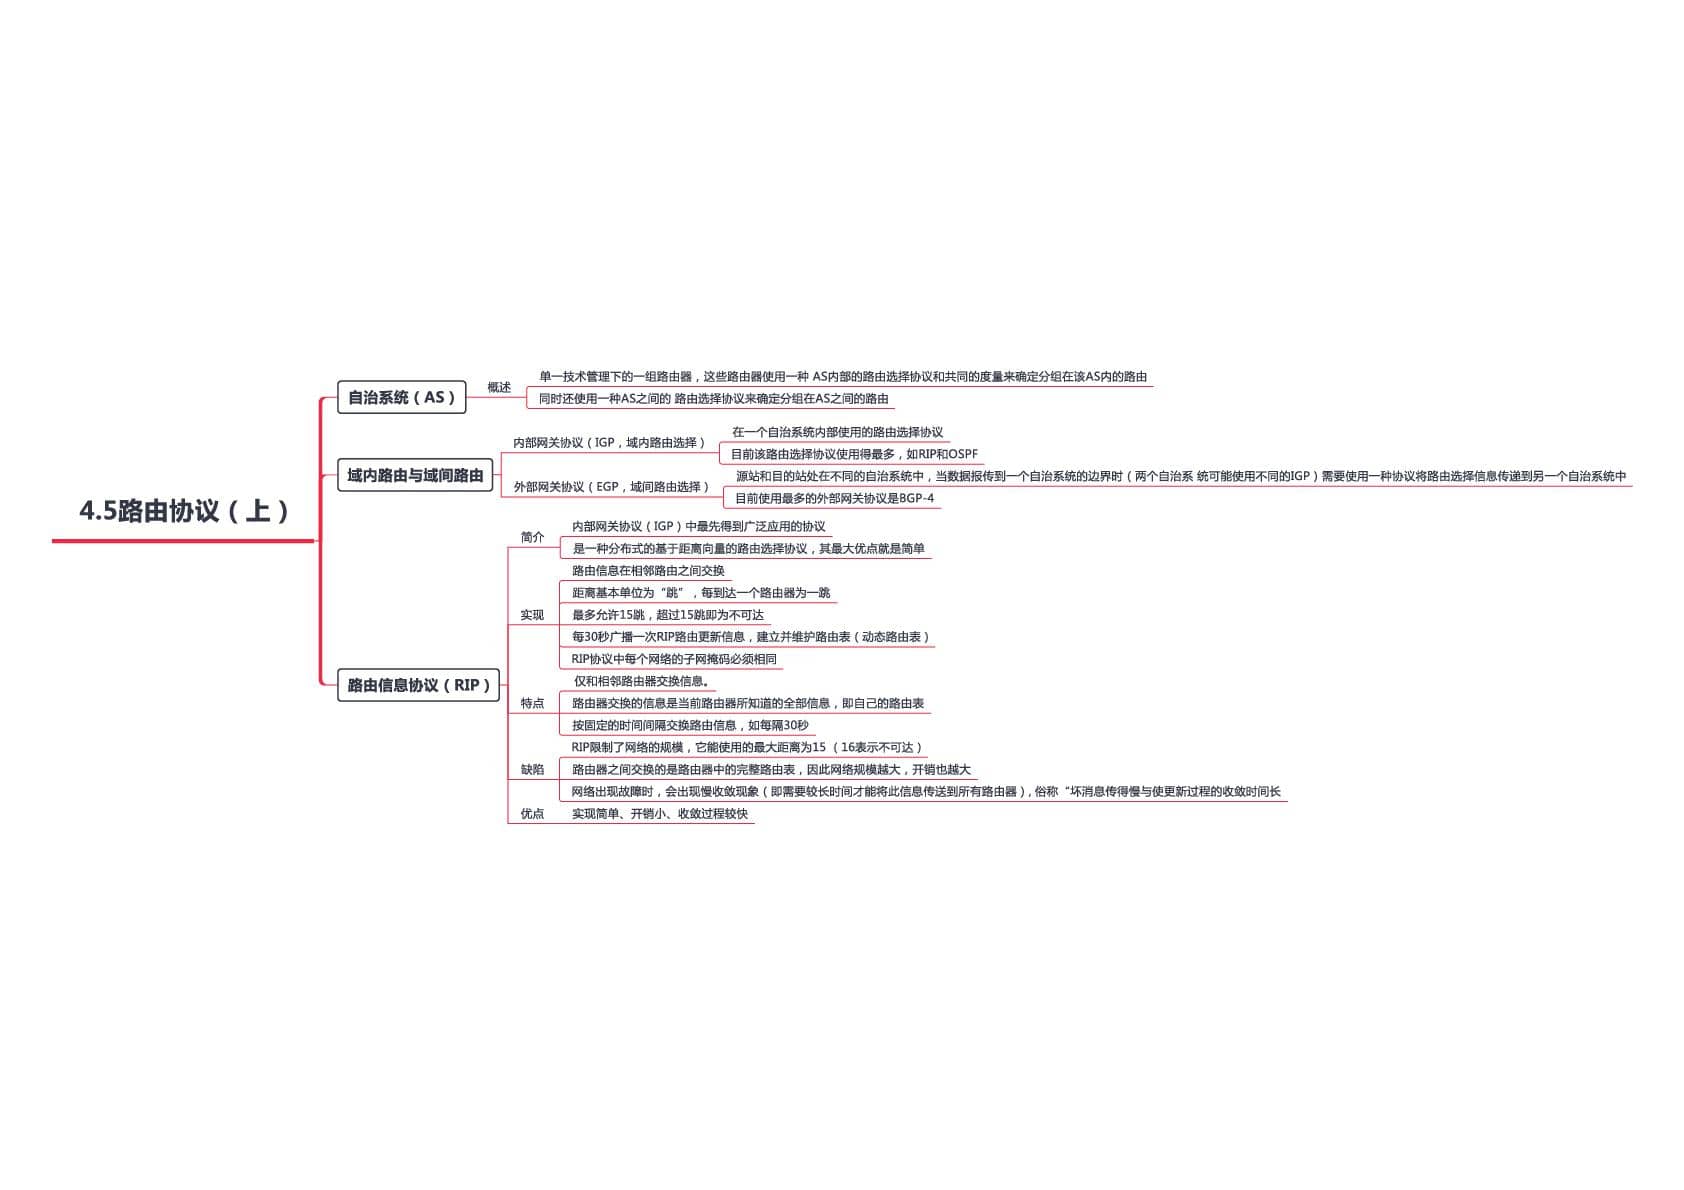 4.5路由协议（上）
自治系统（AS）
概述
单一技术管理下的一组路由器，这些路由器使用一种 AS内部的路由选择协议和共同的度量来确定分组在该AS内的路由
同时还使用一种AS之间的 路由选择协议来确定分组在AS之间的路由
域内路由与域间路由
内部网关协议（IGP，域内路由选择）
在一个自治系统内部使用的路由选择协议
目前该路由选择协议使用得最多，如RIP和OSPF
外部网关协议（EGP，域间路由选择）
源站和目的站处在不同的自治系统中，当数据报传到一个自治系统的边界时（两个自治系 统可能使用不同的IGP）需要使用一种协议将路由选择信息传递到另一个自治系统中
目前使用最多的外部网关协议是BGP-4
路由信息协议（RIP）
简介
内部网关协议（IGP）中最先得到广泛应用的协议
是一种分布式的基于距离向量的路由选择协议，其最大优点就是简单
实现
路由信息在相邻路由之间交换
距离基本单位为“跳”，每到达一个路由器为一跳
最多允许15跳，超过15跳即为不可达
每30秒广播一次RIP路由更新信息，建立并维护路由表（动态路由表）
RIP协议中每个网络的子网掩码必须相同
特点
仅和相邻路由器交换信息。
路由器交换的信息是当前路由器所知道的全部信息，即自己的路由表
按固定的时间间隔交换路由信息，如每隔30秒
缺陷
RIP限制了网络的规模，它能使用的最大距离为15 （16表示不可达）
路由器之间交换的是路由器中的完整路由表，因此网络规模越大，开销也越大
网络出现故障时，会出现慢收敛现象（即需要较长时间才能将此信息传送到所有路由器）, 俗称“坏消息传得慢与使更新过程的收敛时间长
优点
实现简单、开销小、收敛过程较快